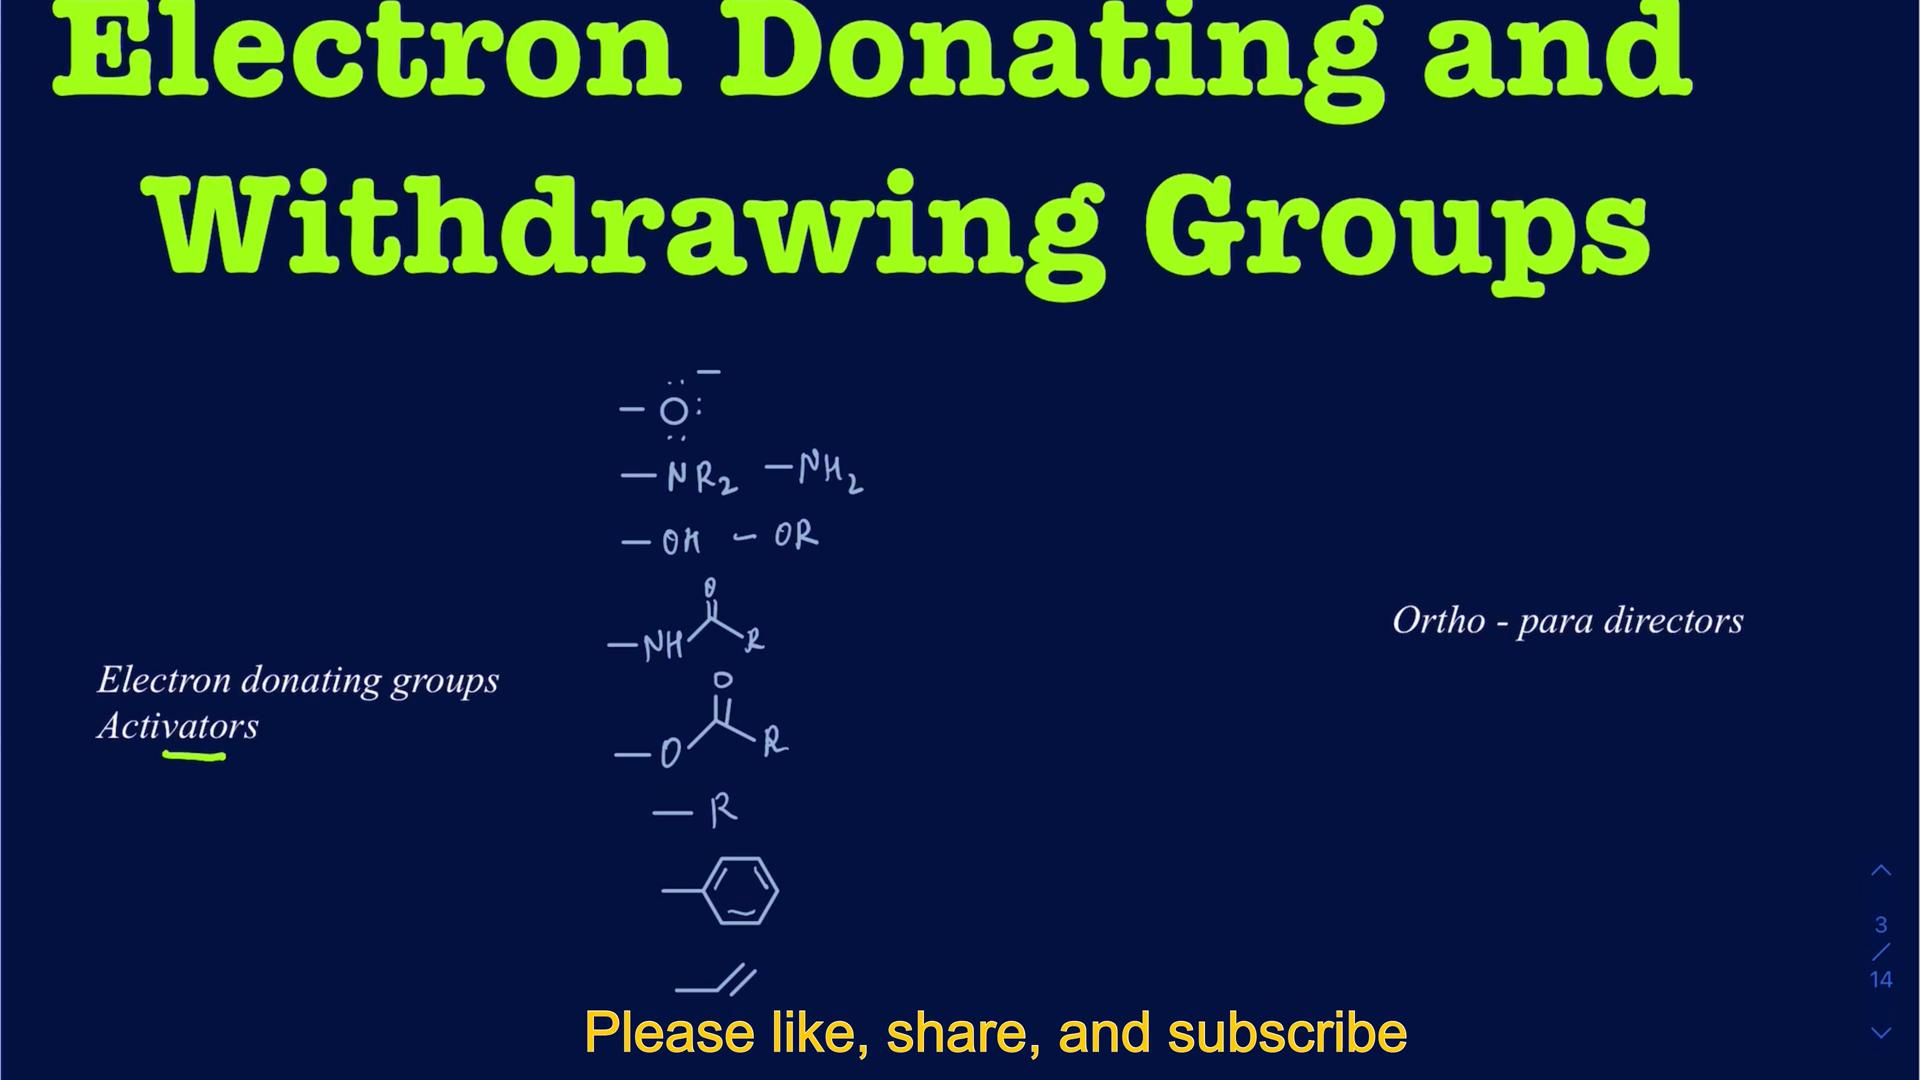 Electron Donating and
Withdrawing Groups
– Ö:⁻
— NR₂ — NH₂
— OH – OR
O
— NH R
Ortho - para directors
Electron donating groups
Activators
O
— O R
— R
3
/
14
Please like, share, and subscribe